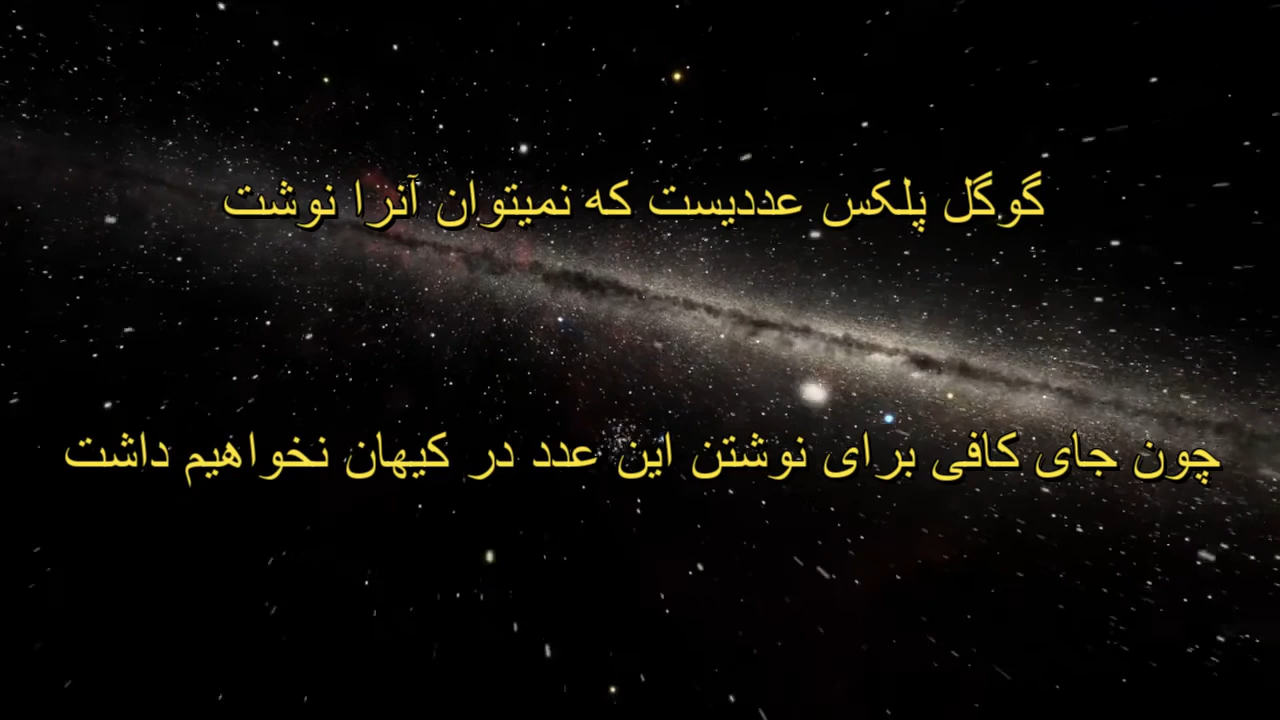 گوگل پلکس عددیست که نمیتوان آنرا نوشت
چون جای کافی برای نوشتن این عدد در کیهان نخواهیم داشت